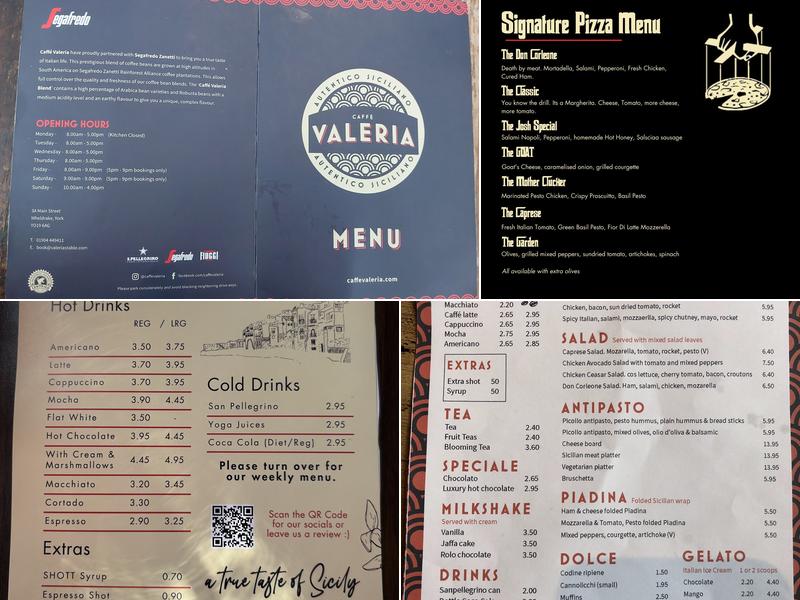 Segafredo
Caffé Valeria have proudly partnered with Segafredo Zanetti to bring you a true taste
of Italian life. This prestigious blend of coffee beans are grown at high altitudes in
South America on Segafredo Zanetti Rainforest Alliance coffee plantations. This allows
full control over the quality and freshness of our coffee bean blends. The 'Caffé Valeria
Blend' contains a high percentage of Arabica bean varieties and Robusta beans with a
medium acidity level and an earthy flavour to give you a unique, complex flavour.
OPENING HOURS
Monday - 8.00am - 5.00pm (Kitchen Closed)
Tuesday - 8.00am - 5.00pm
Wednesday - 8.00am - 5.00pm
Thursday - 8.00am - 5.00pm
Friday - 8.00am - 9.00pm (5pm - 9pm bookings only)
Saturday - 9.00am - 9.00pm (5pm - 9pm bookings only)
Sunday - 10.00am - 4.00pm
3A Main Street
Wheldrake, York
YO19 6AG
T. 01904 449411
E. book@valeriastable.com
S.PELLEGRINO
Segafredo
FIUGGI
@caffevaleria
facebook.com/caffevaleria
Please park considerately and avoid blocking neighbouring drive ways.
AUTENTICO SICILIANO
CAFFÈ
VALERIA
AUTENTICO SICILIANO
MENU
caffevaleria.com
Signature Pizza Menu
The Don Corleone
Death by meat. Mortadella, Salami, Pepperoni, Fresh Chicken,
Cured Ham.
The Classic
You know the drill. Its a Margherita. Cheese, Tomato, more cheese,
more tomato.
The Josh Special
Salami Napoli, Pepperoni, homemade Hot Honey, Salsciaa sausage
The GOAT
Goat's Cheese, caramelised onion, grilled courgette
The Mother Clucker
Marinated Pesto Chicken, Crispy Proscuitto, Basil Pesto
The Caprese
Fresh Italian Tomato, Green Basil Pesto, Fior Di Latte Mozzerella
The Garden
Olives, grilled mixed peppers, sundried tomato, artichokes, spinach
All available with extra olives
Hot Drinks
REG / LRG
Americano 3.50 3.75
Latte 3.70 3.95
Cappuccino 3.70 3.95
Mocha 3.90 4.45
Flat White 3.50 -
Hot Chocolate 3.95 4.45
With Cream &
Marshmallows 4.45 4.95
Macchiato 3.20 3.45
Cortado 3.30
Espresso 2.90 3.25
Extras
SHOTT Syrup 0.70
Espresso Shot 0.90
Cold Drinks
San Pellegrino 2.95
Yoga Juices 2.95
Coca Cola (Diet/Reg) 2.95
Please turn over for
our weekly menu.
Scan the QR Code
for our socials or
leave us a review :)
a true taste of Sicily
Macchiato 2.20
Caffè latte 2.65 2.95
Cappuccino 2.65 2.95
Mocha 2.75 2.95
Americano 2.65 2.85
EXTRAS
Extra shot 50
Syrup 50
TEA
Tea 2.40
Fruit Teas 2.40
Blooming Tea 3.60
SPECIALE
Chocolato 2.65
Luxury hot chocolate 2.95
MILKSHAKE
Served with cream
Vanilla 3.50
Jaffa cake 3.50
Rolo chocolate 3.50
DRINKS
Sanpellegrino can 2.00
Chicken, bacon, sun dried tomato, rocket 5.95
Spicy Italian, salami, mozzaerlla, spicy chutney, mayo, rocket 5.95
SALAD Served with mixed salad leaves
Caprese Salad. Mozarella, tomato, rocket, pesto (V) 6.40
Chicken Avocado Salad with tomato and mixed peppers 7.50
Chicken Ceasar Salad. cos lettuce, cherry tomato, bacon, croutons 6.40
Don Corleone Salad. Ham, salami, chicken, mozarella 6.50
ANTIPASTO
Picollo antipasto, pesto hummus, plain hummus & bread sticks 5.95
Picollo antipasto, mixed olives, olio d'oliva & balsamic 5.95
Cheese board 13.95
Sicilian meat platter 13.95
Vegetarian platter 13.95
Bruschetta 5.95
PIADINA Folded Sicilian wrap
Ham & cheese folded Piadina 5.50
Mozzarella & Tomato, Pesto folded Piadina 5.50
Mixed peppers, courgette, artichoke (V) 5.50
DOLCE
Codine ripiene 1.50
Cannolicchi (small) 1.95
Muffins 2.50
GELATO
Italian Ice Cream 1 or 2 scoops
Chocolate 2.20 4.40
Mango 2.20 4.40